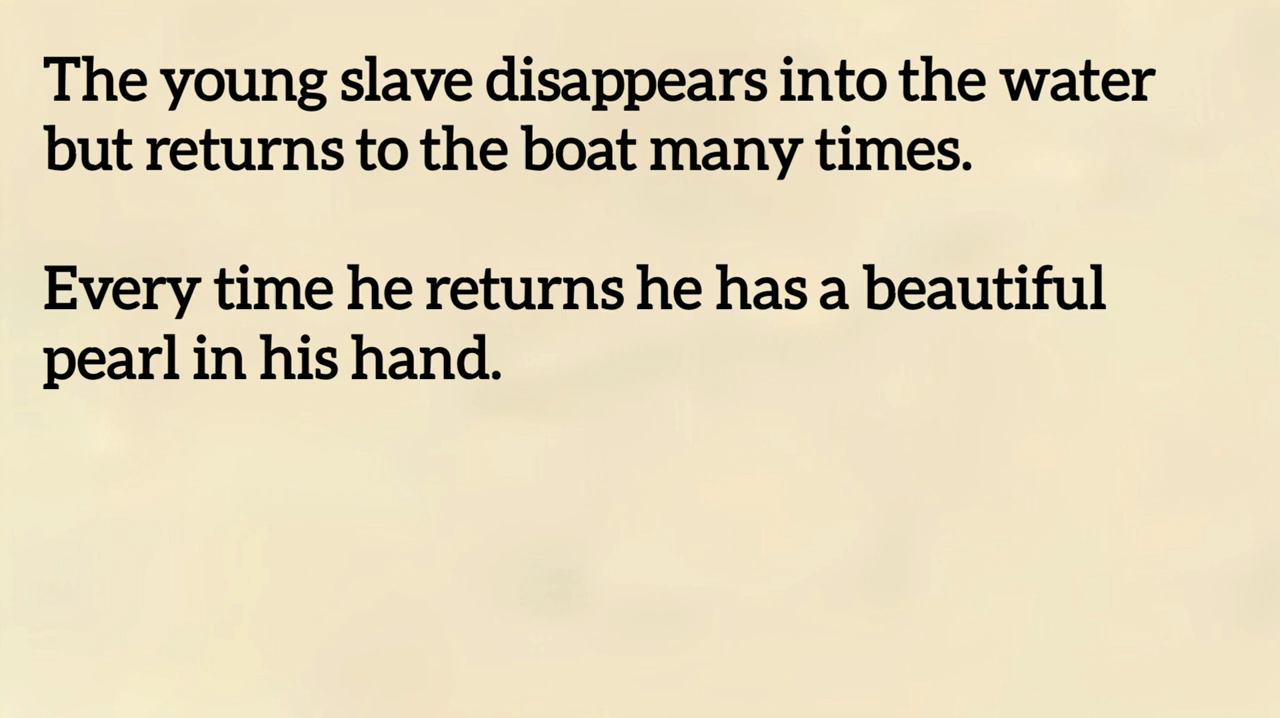 The young slave disappears into the water
but returns to the boat many times.
Every time he returns he has a beautiful
pearl in his hand.